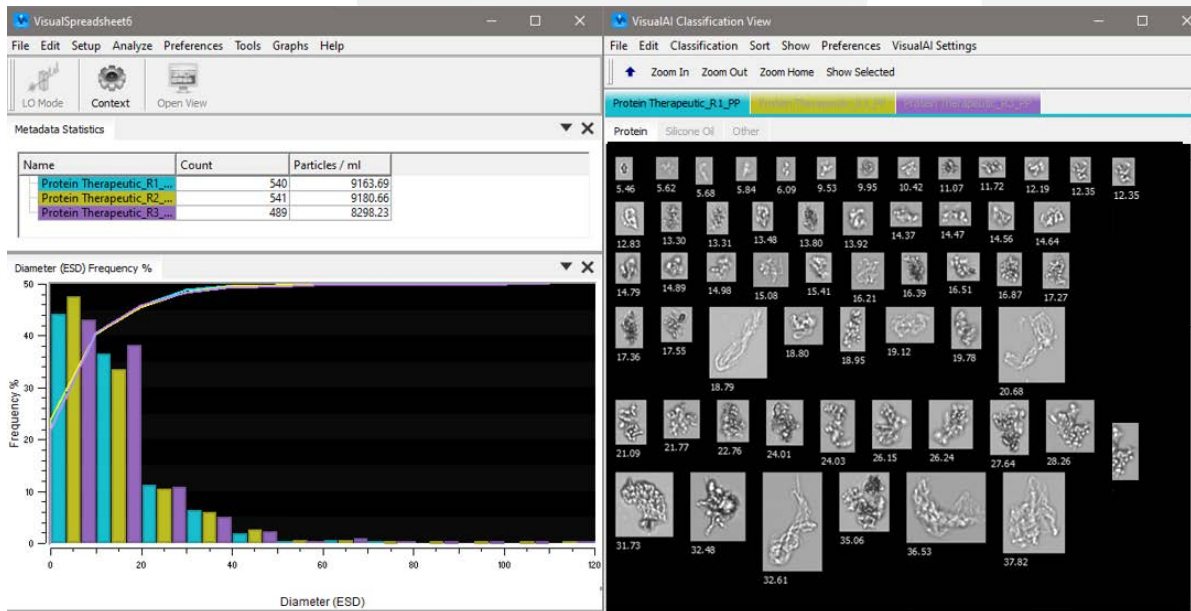 VisualSpreadsheet6
File Edit Setup Analyze Preferences Tools Graphs Help
LO Mode Context Open View
Metadata Statistics
Name Count Particles / ml
Protein Therapeutic_R1_... 540 9163.69
Protein Therapeutic_R2_... 541 9180.66
Protein Therapeutic_R3_... 489 8298.23
Diameter (ESD) Frequency %
50
40
30
20
10
0
Frequency %
0 20 40 60 80 100 120
Diameter (ESD)
VisualAI Classification View
File Edit Classification Sort Show Preferences VisualAI Settings
Zoom In Zoom Out Zoom Home Show Selected
Protein Therapeutic_R1_PP Protein Therapeutic_R3_PP
Protein Silicone Oil Other
5.46 5.62 5.68 5.84 6.09 9.53 9.95 10.42 11.07 11.72 12.19 12.35 12.35
12.83 13.30 13.31 13.48 13.80 13.92 14.37 14.47 14.56 14.64
14.79 14.89 14.98 15.08 15.41 16.21 16.39 16.51 16.87 17.27
17.36 17.55 18.79 18.80 18.95 19.12 19.78 20.68
21.09 21.77 22.76 24.01 24.03 26.15 26.24 27.64 28.26
31.73 32.48 32.61 35.06 36.53 37.82